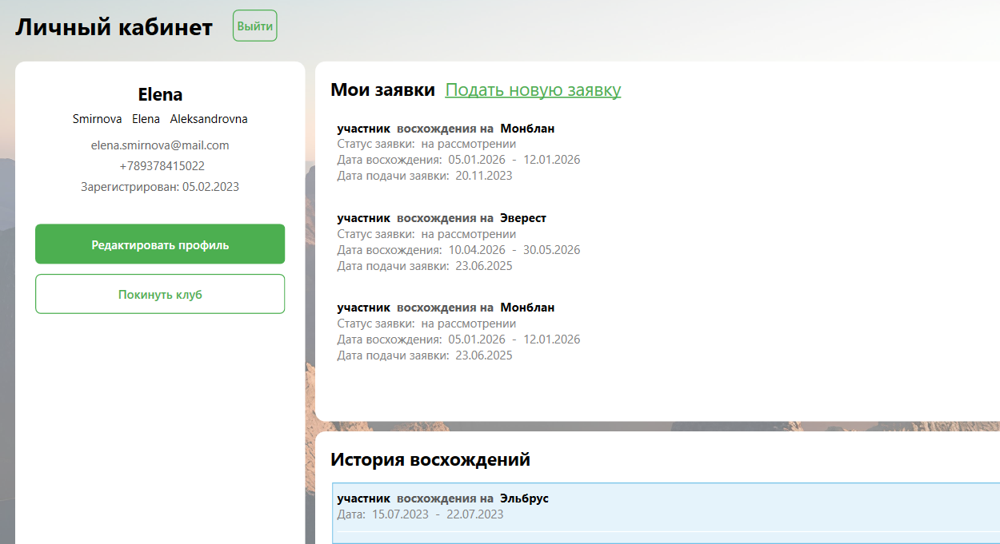 Личный кабинет Выйти
Elena
Smirnova Elena Aleksandrovna
elena.smirnova@mail.com
+789378415022
Зарегистрирован: 05.02.2023
Редактировать профиль
Покинуть клуб
Мои заявки Подать новую заявку
участник восхождения на Монблан
Статус заявки: на рассмотрении
Дата восхождения: 05.01.2026 - 12.01.2026
Дата подачи заявки: 20.11.2023
участник восхождения на Эверест
Статус заявки: на рассмотрении
Дата восхождения: 10.04.2026 - 30.05.2026
Дата подачи заявки: 23.06.2025
участник восхождения на Монблан
Статус заявки: на рассмотрении
Дата восхождения: 05.01.2026 - 12.01.2026
Дата подачи заявки: 23.06.2025
История восхождений
участник восхождения на Эльбрус
Дата: 15.07.2023 - 22.07.2023